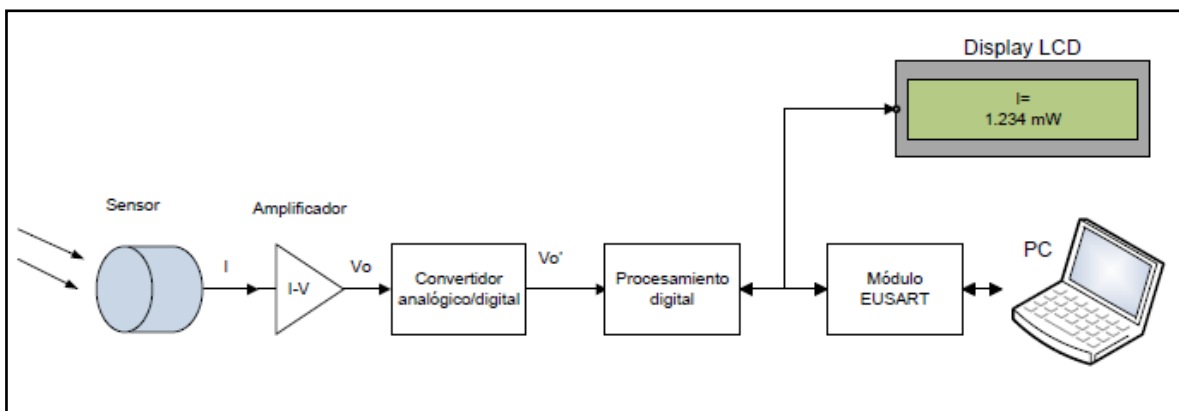 Display LCD
I=
1.234 mW
Sensor
Amplificador
I
I-V
Vo
Convertidor
analógico/digital
Vo'
Procesamiento
digital
Módulo
EUSART
PC